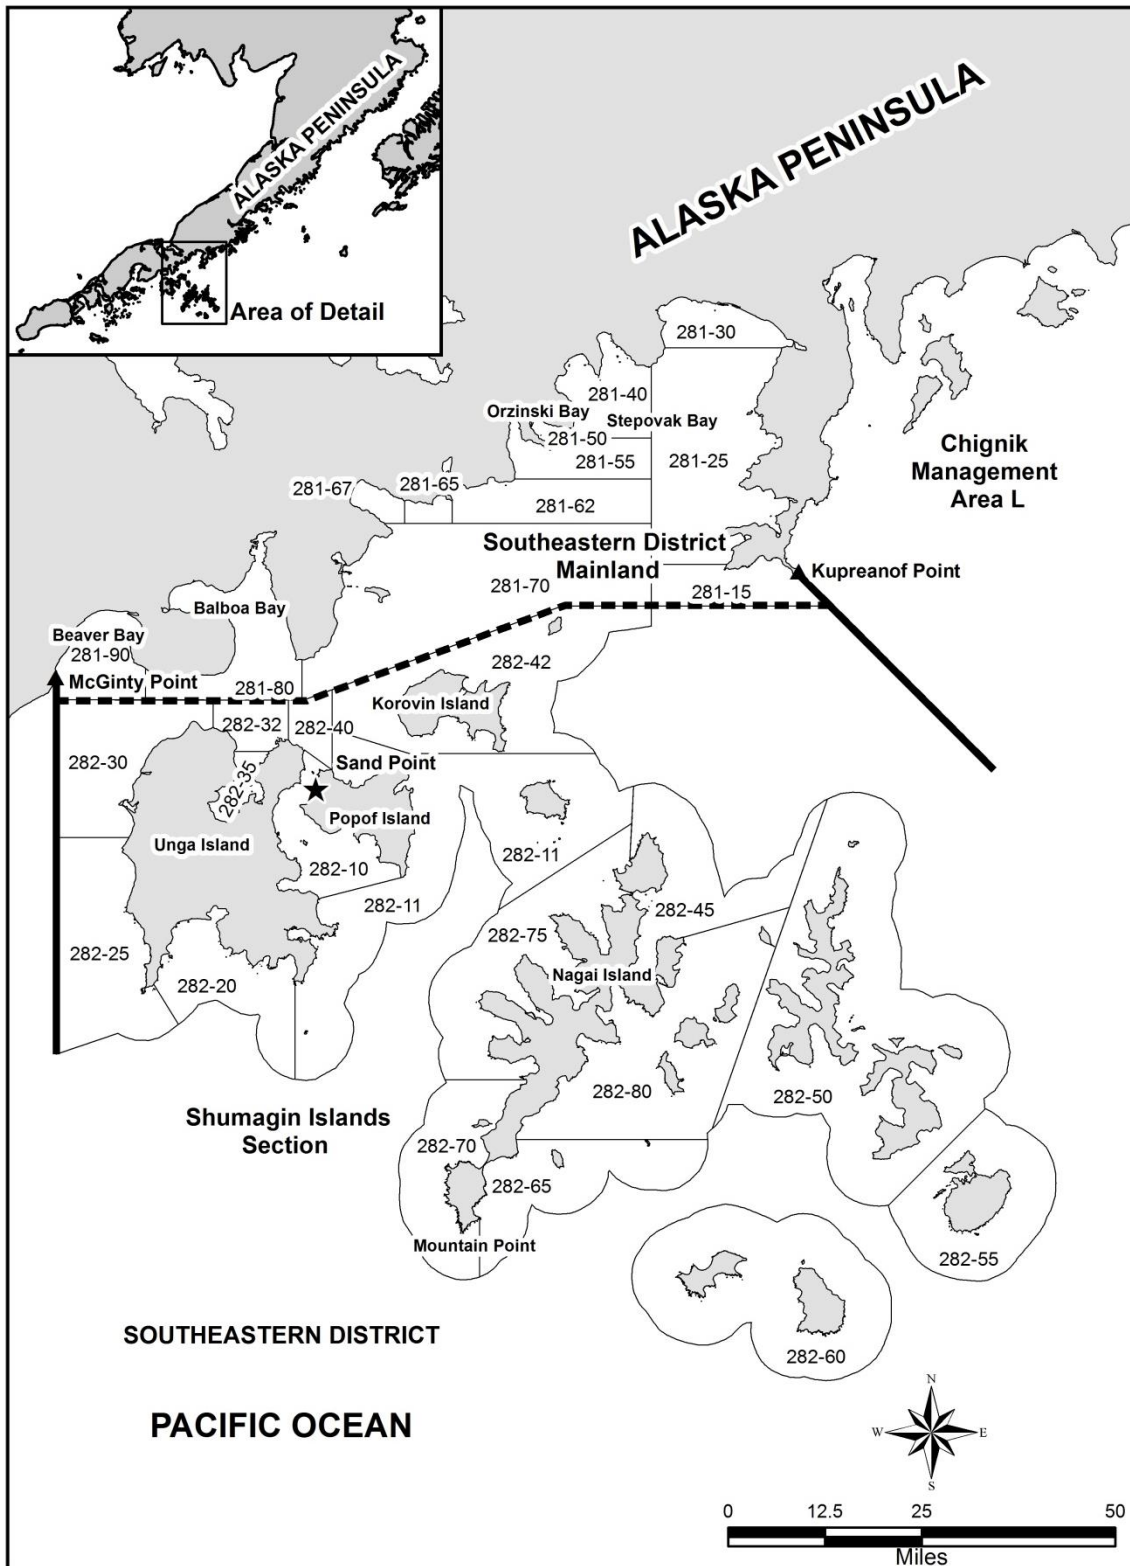 ALASKA PENINSULA
Area of Detail
ALASKA PENINSULA
281-30
281-40
Orzinski Bay
Stepovak Bay
281-50
281-55
281-25
Chignik
Management
Area L
281-67
281-65
281-62
Southeastern District
Mainland
Kupreanof Point
281-70
281-15
Balboa Bay
Beaver Bay
281-90
McGinty Point
281-80
282-42
Korovin Island
282-32
282-40
282-30
Sand Point
282-35
Popof Island
Unga Island
282-10
282-11
282-11
282-45
282-75
282-25
Nagai Island
282-20
282-80
282-50
Shumagin Islands
Section
282-70
282-65
Mountain Point
282-55
SOUTHEASTERN DISTRICT
282-60
PACIFIC OCEAN
N
W
E
S
0
12.5
25
50
Miles